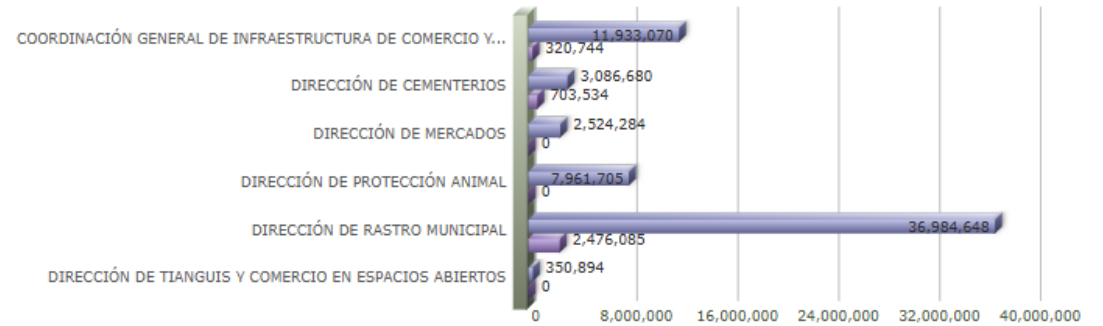 COORDINACIÓN GENERAL DE INFRAESTRUCTURA DE COMERCIO Y...
11,933,070
320,744
DIRECCIÓN DE CEMENTERIOS
3,086,680
703,534
DIRECCIÓN DE MERCADOS
2,524,284
0
DIRECCIÓN DE PROTECCIÓN ANIMAL
7,961,705
0
DIRECCIÓN DE RASTRO MUNICIPAL
36,984,648
2,476,085
DIRECCIÓN DE TIANGUIS Y COMERCIO EN ESPACIOS ABIERTOS
350,894
0
0 8,000,000 16,000,000 24,000,000 32,000,000 40,000,000